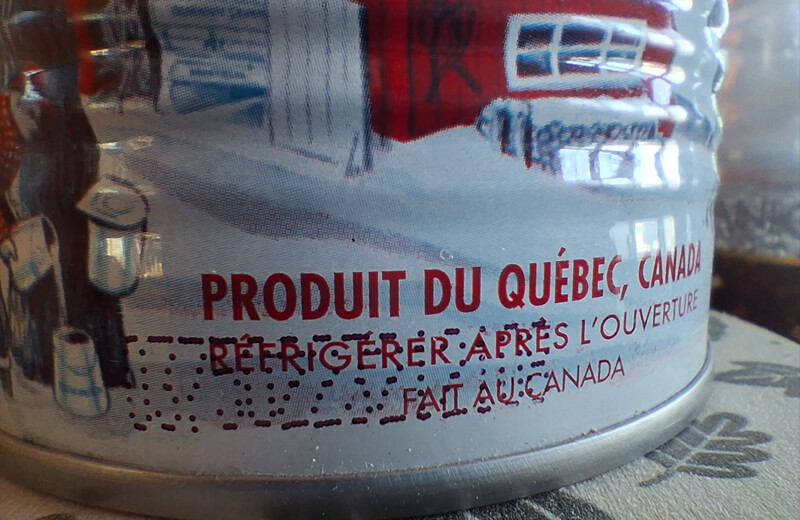 PRODUIT DU QUÉBEC, CANADA
RÉFRIGÉRER APRÈS L'OUVERTURE
FAIT AU CANADA